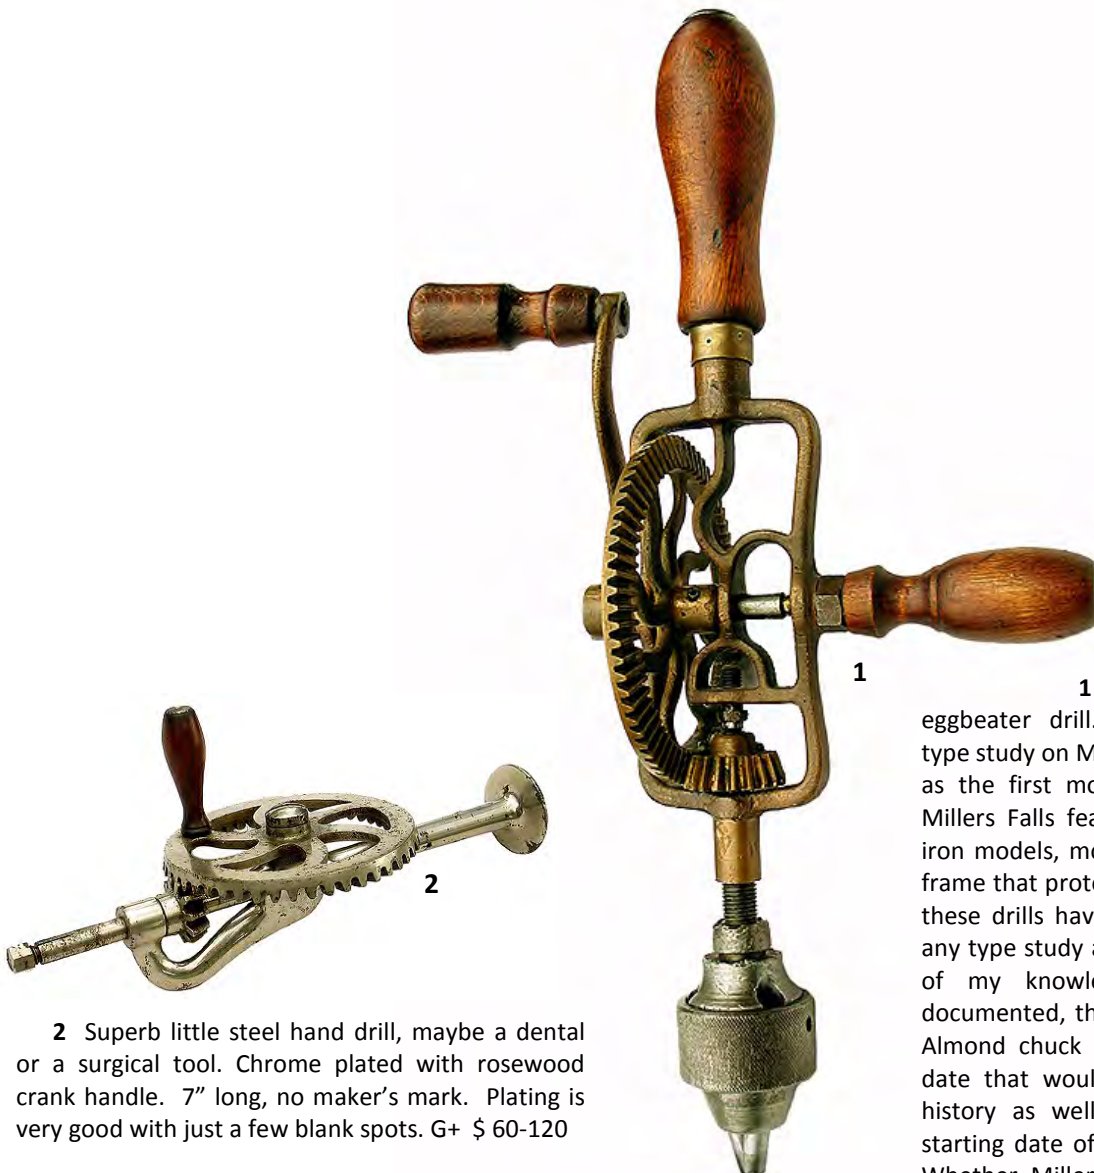 1
1
eggbeater drill.
type study on M
as the first mo
Millers Falls fea
iron models, mo
frame that prote
these drills hav
any type study a
of my knowle
documented, th
Almond chuck
date that woul
history as well
starting date of
Whether Miller
2
2 Superb little steel hand drill, maybe a dental
or a surgical tool. Chrome plated with rosewood
crank handle. 7” long, no maker’s mark. Plating is
very good with just a few blank spots. G+ $ 60-120